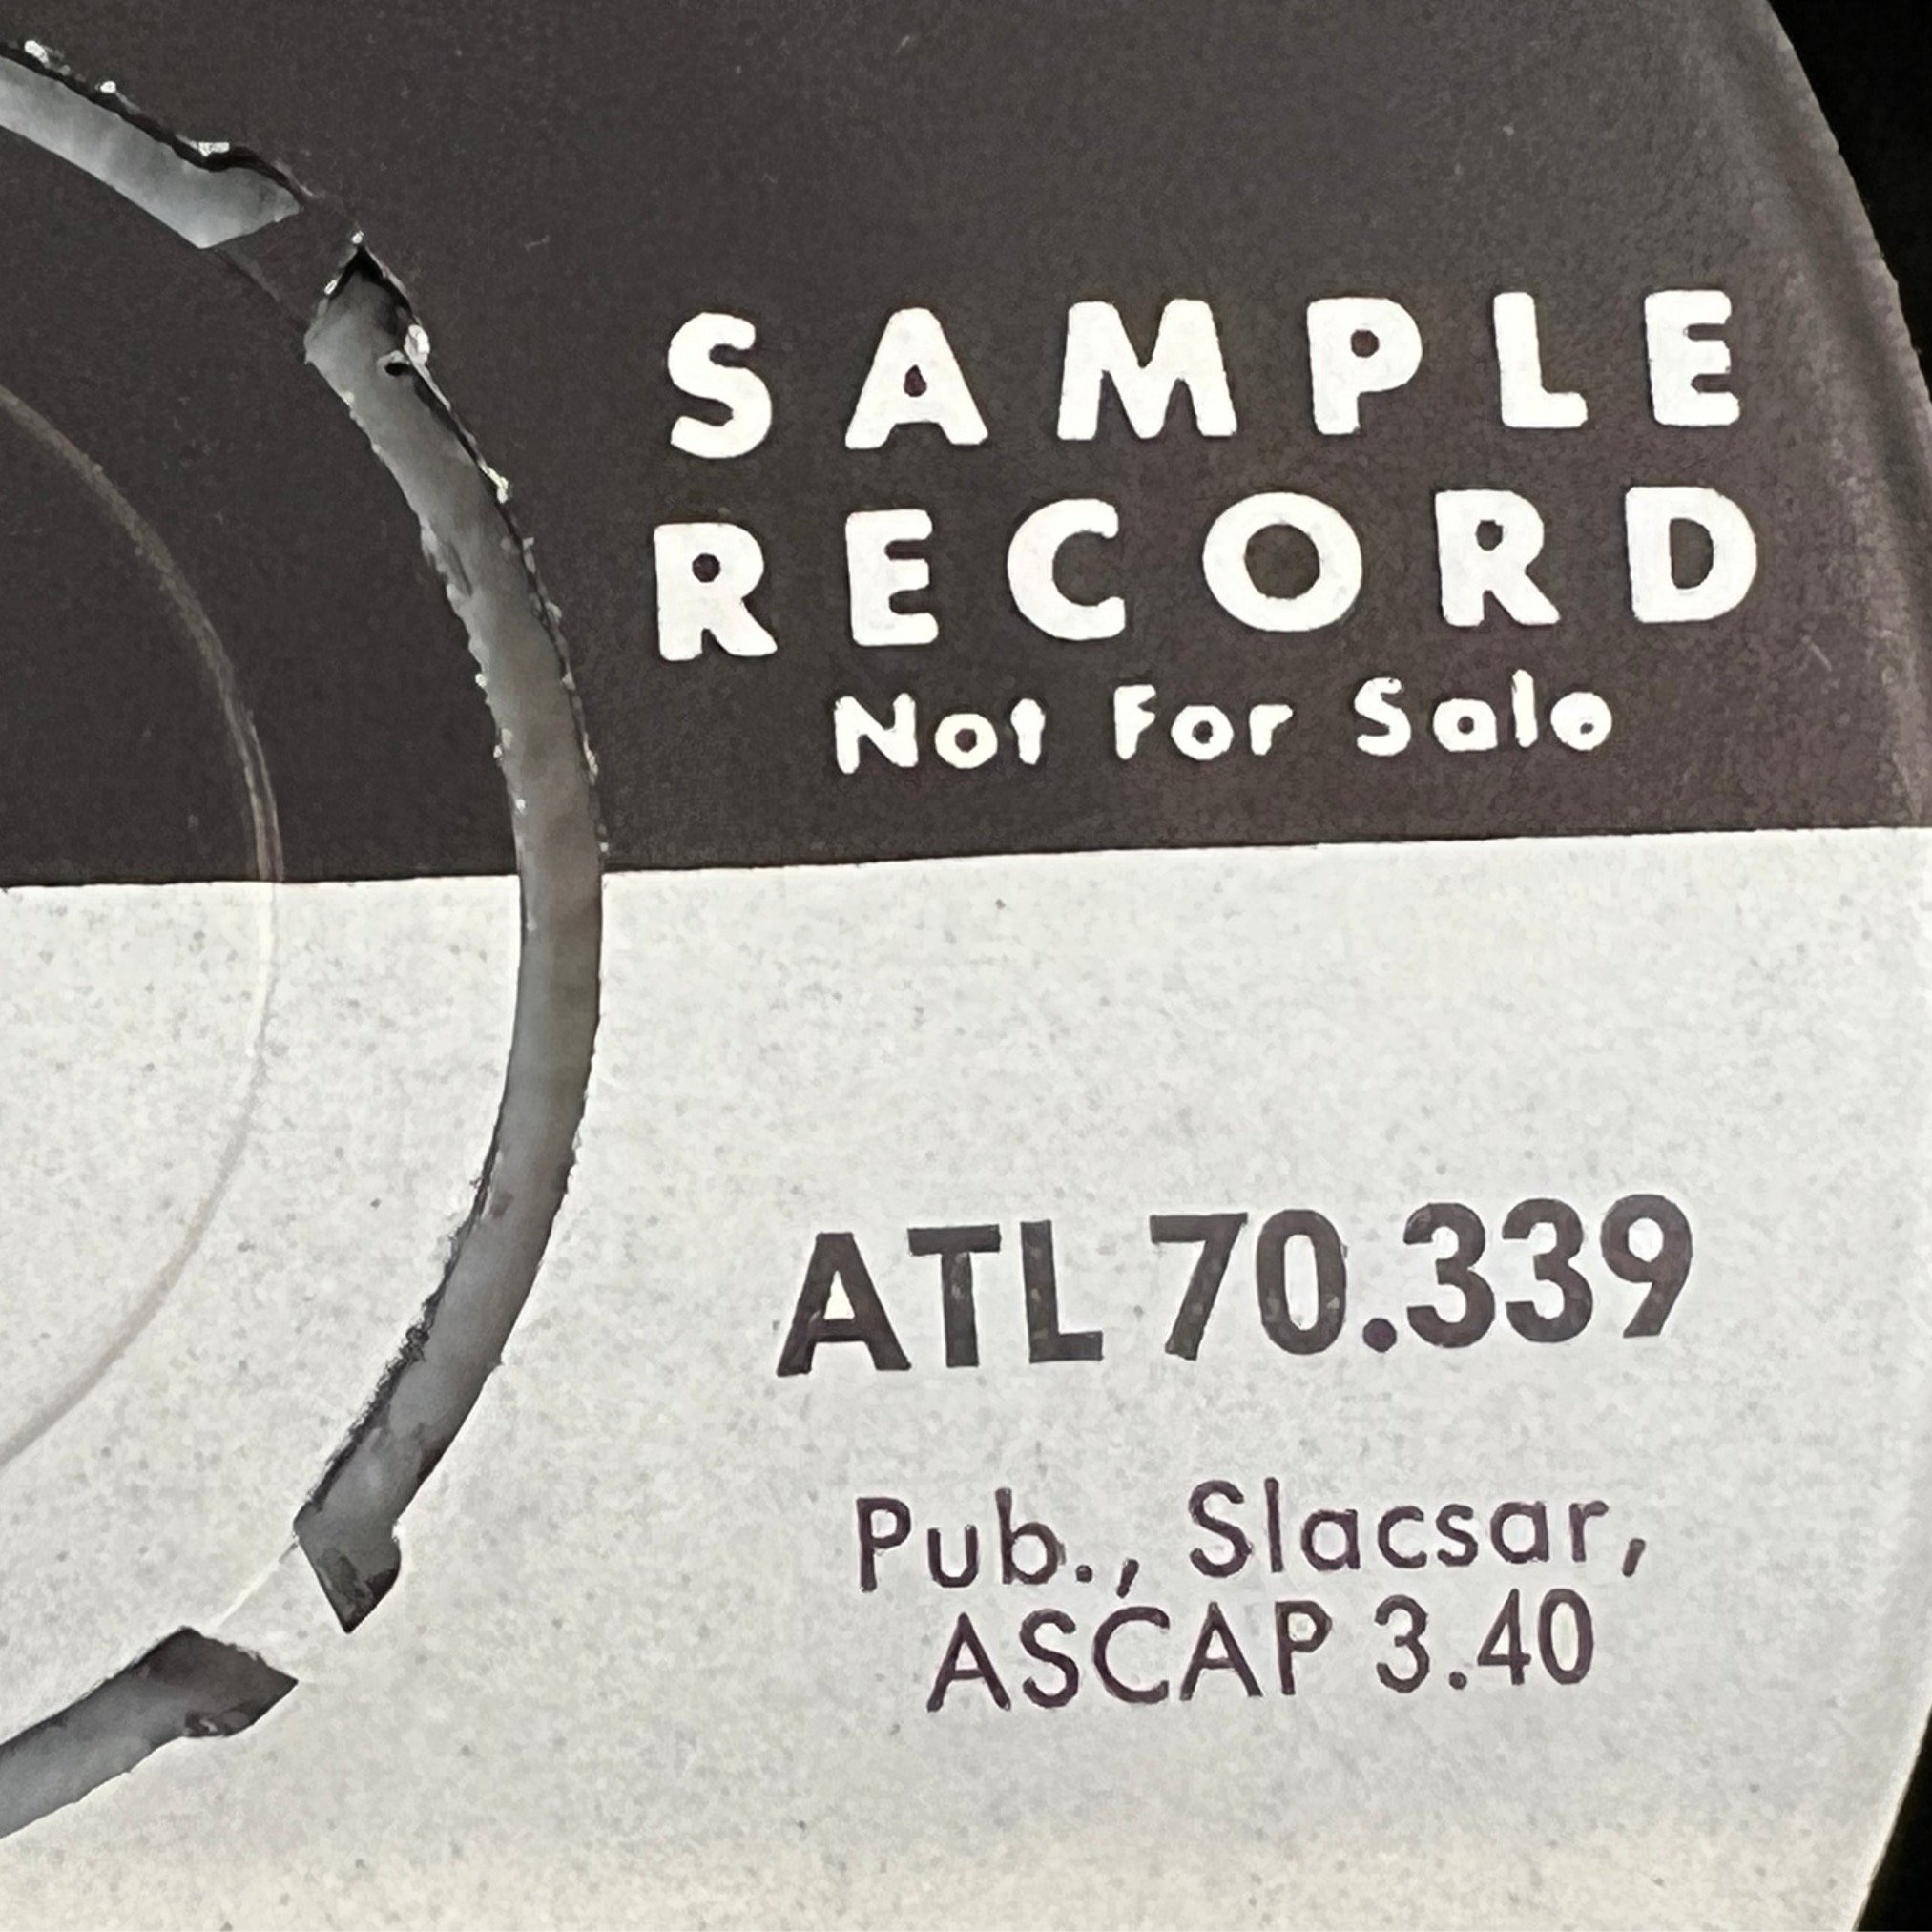 SAMPLE
RECORD
Not For Sale
ATL 70.339
Pub., Slacsar,
ASCAP 3.40